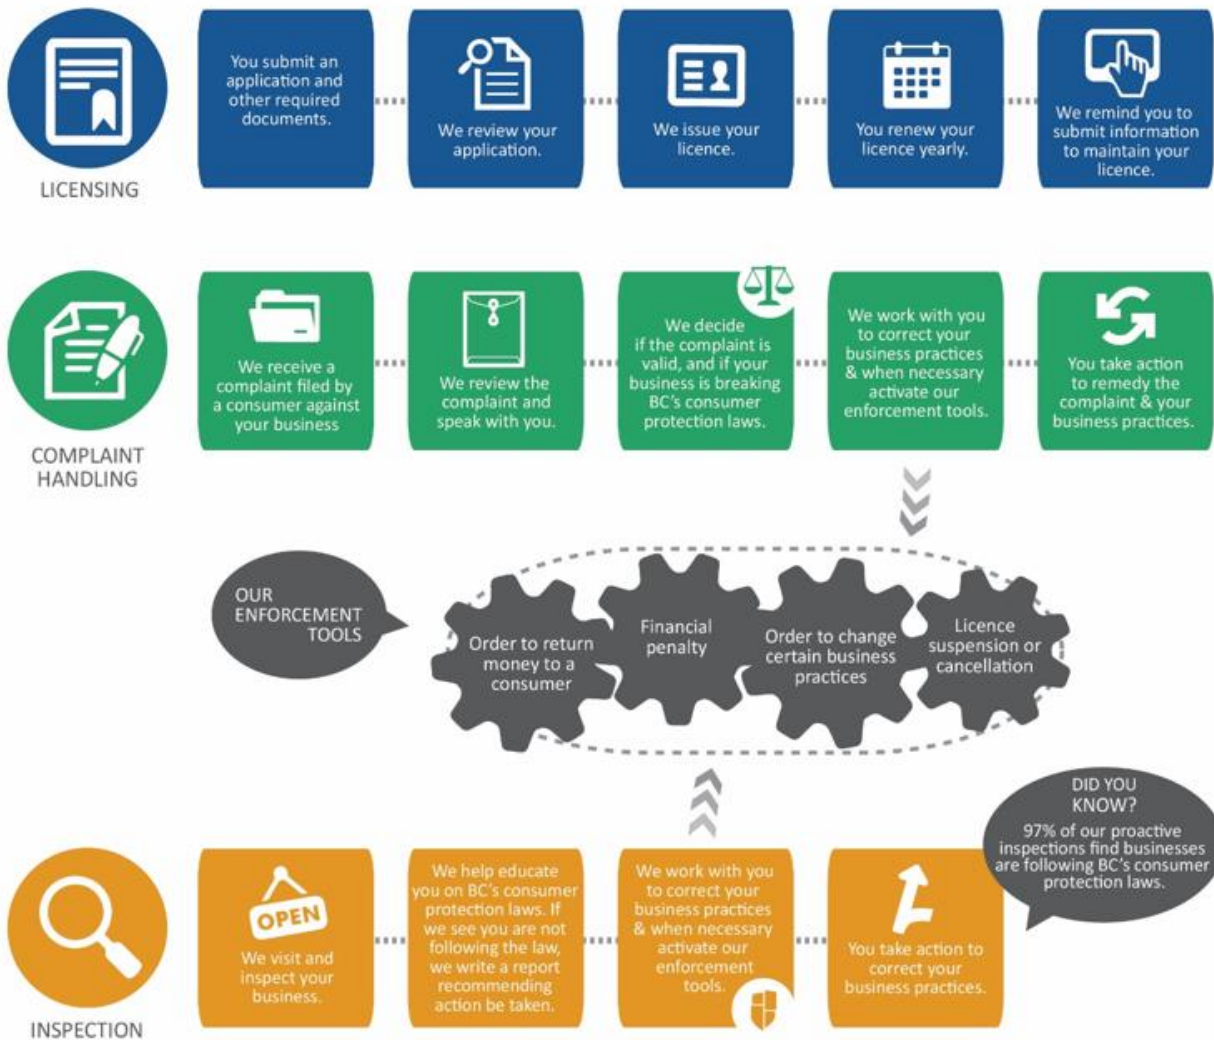 LICENSING
You submit an
application and
other required
documents.
We review your
application.
We issue your
licence.
You renew your
licence yearly.
We remind you to
submit information
to maintain your
licence.
COMPLAINT
HANDLING
We receive a
complaint filed by
a consumer against
your business
We review the
complaint and
speak with you.
We decide
if the complaint is
valid, and if your
business is breaking
BC's consumer
protection laws.
We work with you
to correct your
business practices
& when necessary
activate our
enforcement tools.
You take action
to remedy the
complaint & your
business practices.
OUR
ENFORCEMENT
TOOLS
Order to return
money to a
consumer
Financial
penalty
Order to change
certain business
practices
Licence
suspension or
cancellation
DID YOU
KNOW?
97% of our proactive
inspections find businesses
are following BC's consumer
protection laws.
INSPECTION
OPEN
We visit and
inspect your
business.
We help educate
you on BC's consumer
protection laws. If
we see you are not
following the law,
we write a report
recommending
action be taken.
We work with you
to correct your
business practices
& when necessary
activate our
enforcement
tools.
You take action to
correct your
business practices.